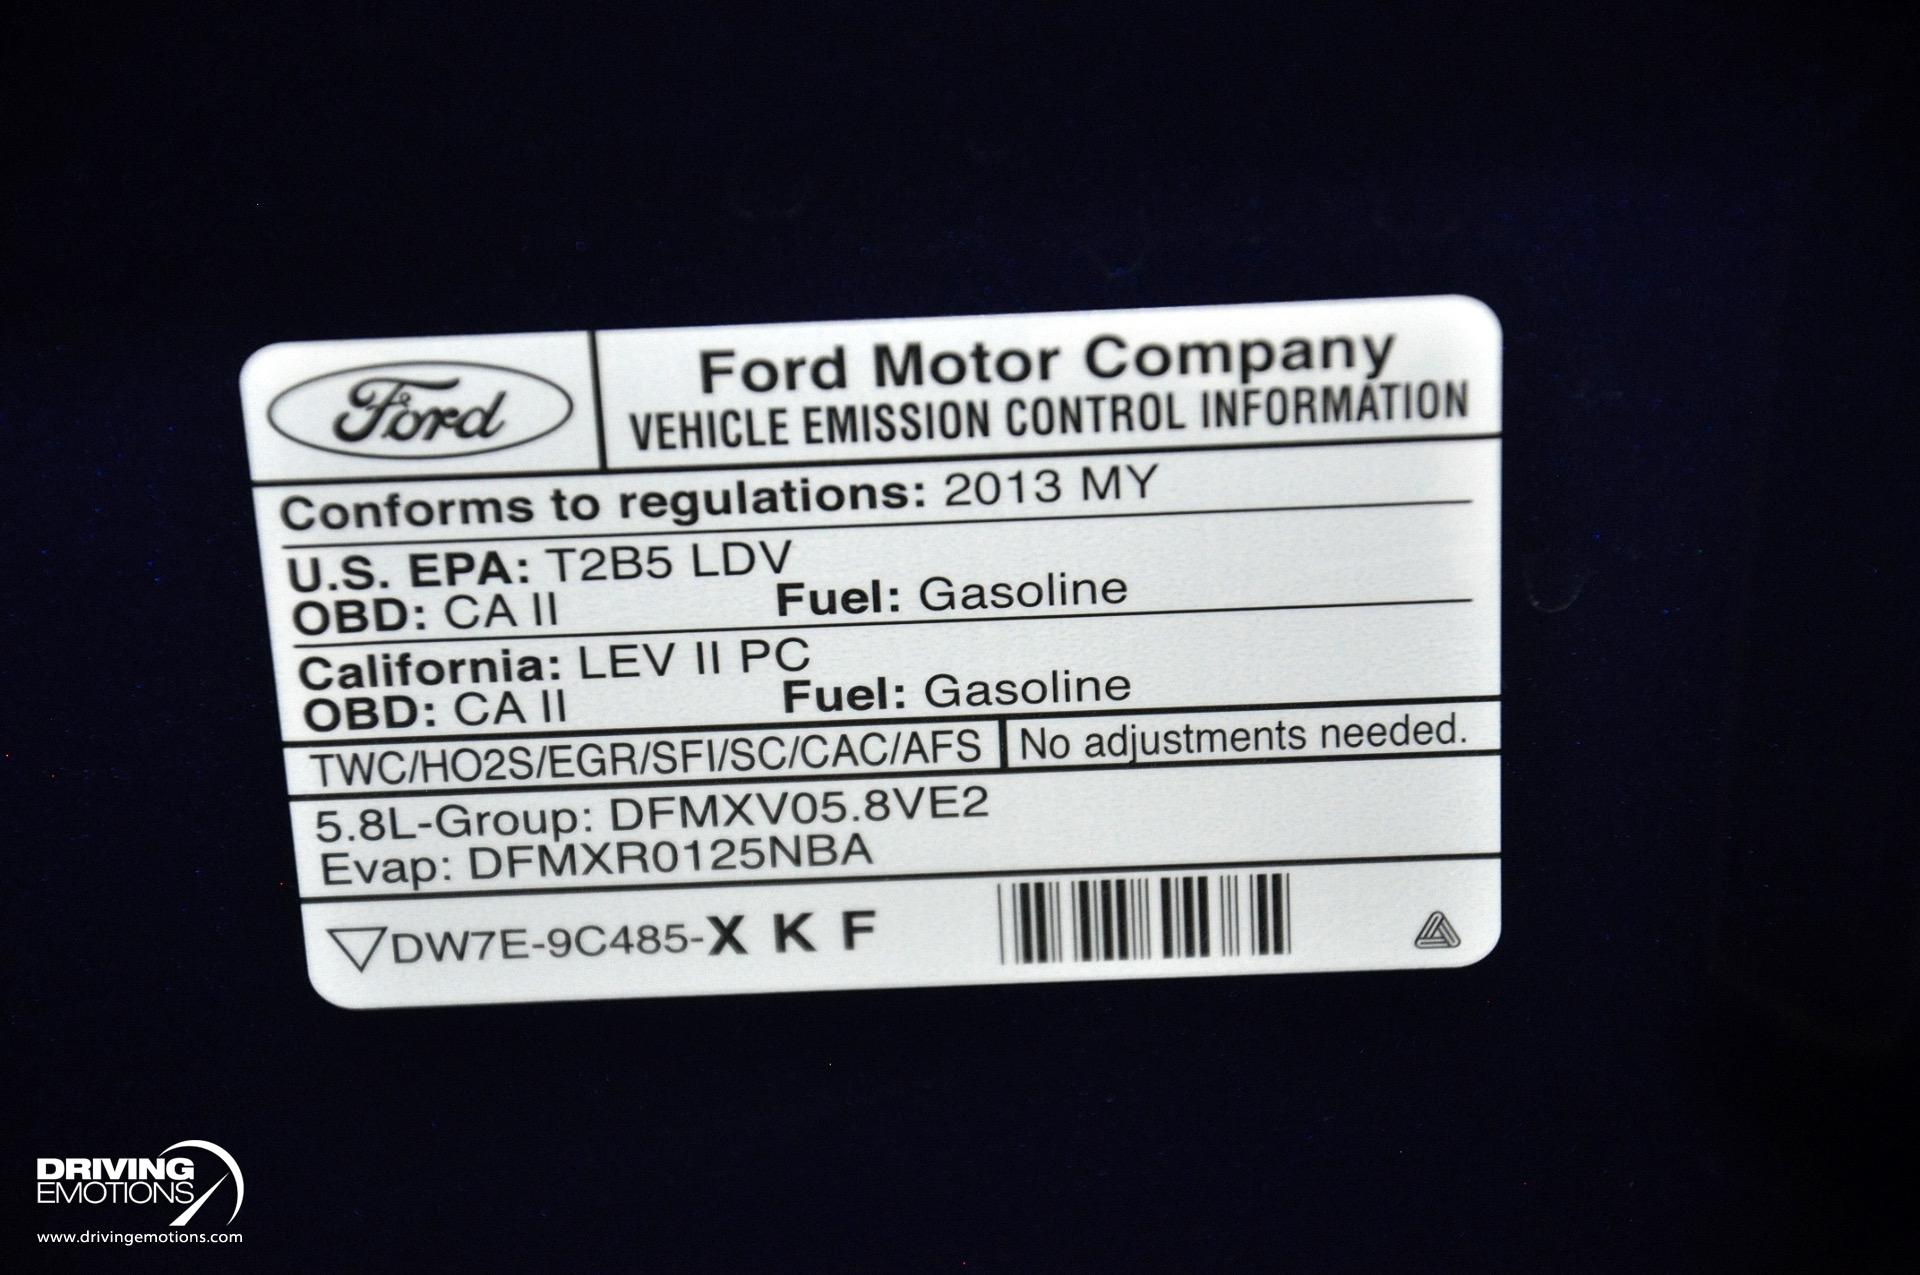 Ford
Ford Motor Company
VEHICLE EMISSION CONTROL INFORMATION
Conforms to regulations: 2013 MY
U.S. EPA: T2B5 LDV
OBD: CA II Fuel: Gasoline
California: LEV II PC
OBD: CA II Fuel: Gasoline
TWC/HO2S/EGR/SFI/SC/CAC/AFS No adjustments needed.
5.8L-Group: DFMXV05.8VE2
Evap: DFMXR0125NBA
DW7E-9C485-X K F
DRIVING
EMOTIONS
www.drivingemotions.com